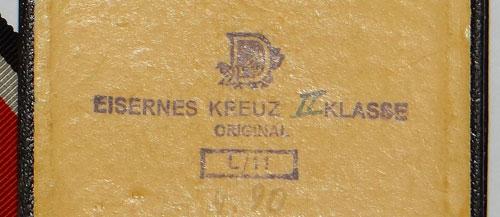 D
EISERNES KREUZ II KLASSE
ORIGINAL
L/11